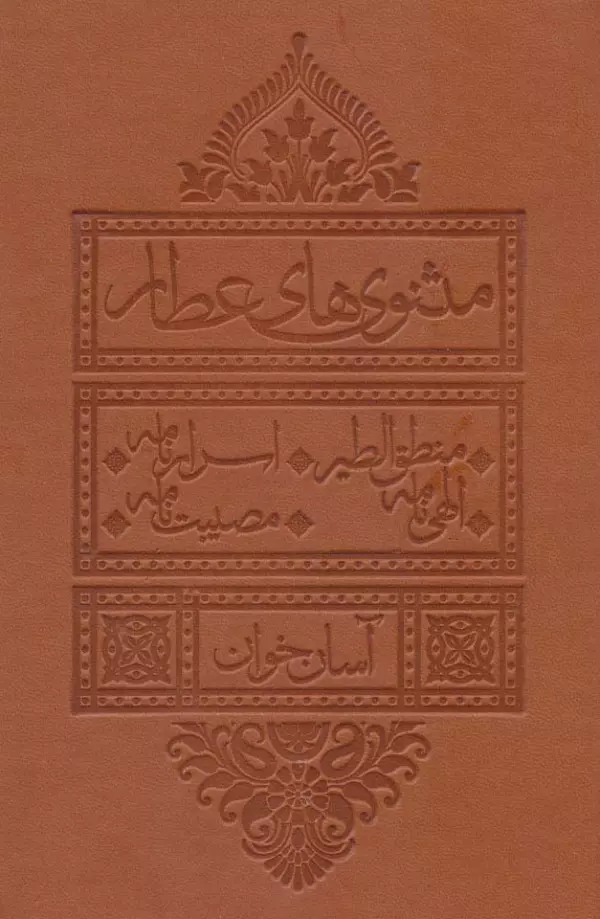 مثنوی های عطار
منطق الطیر اسرارنامه
الهی نامه مصیبت نامه
آسان خوان